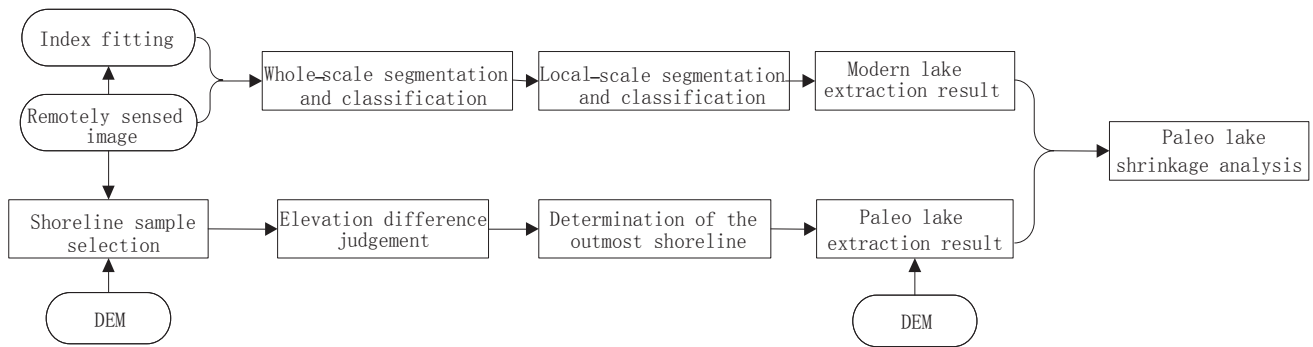 Index fitting
Remotely sensed
image
Whole-scale segmentation
and classification
Local-scale segmentation
and classification
Modern lake
extraction result
Paleo lake
shrinkage analysis
Shoreline sample
selection
Elevation difference
judgement
Determination of the
outmost shoreline
Paleo lake
extraction result
DEM
DEM